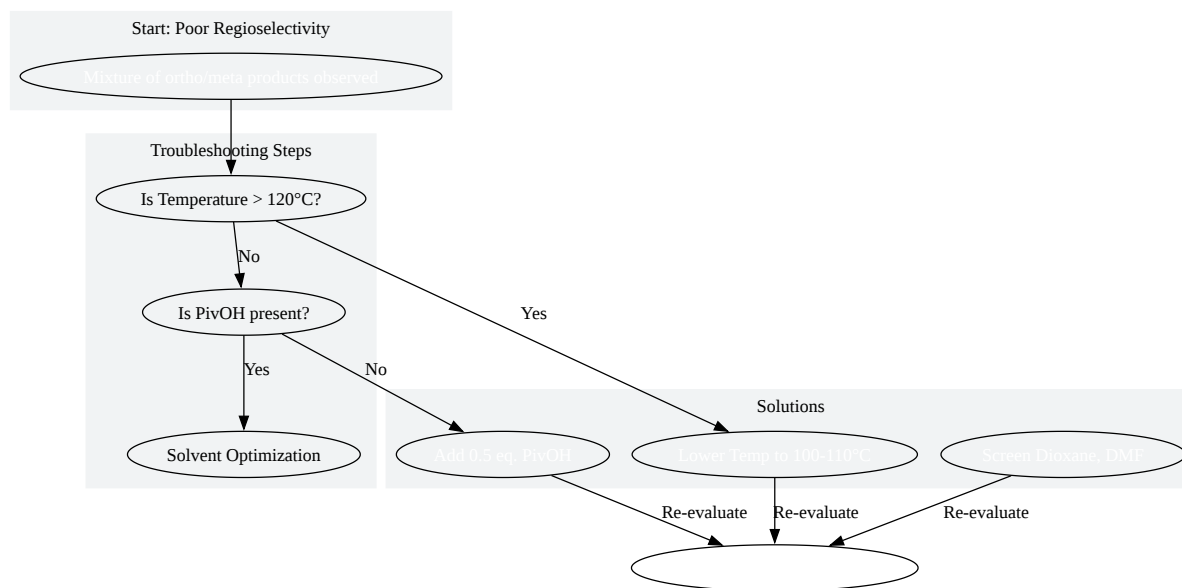 Start: Poor Regioselectivity
Mixture of ortho/meta products observed
Troubleshooting Steps
Is Temperature > 120°C?
No
Is PivOH present?
Yes
Yes
No
Solvent Optimization
Solutions
Add 0.5 eq. PivOH
Lower Temp to 100-110°C
Screen Dioxane, DMF
Re-evaluate
Re-evaluate
Re-evaluate